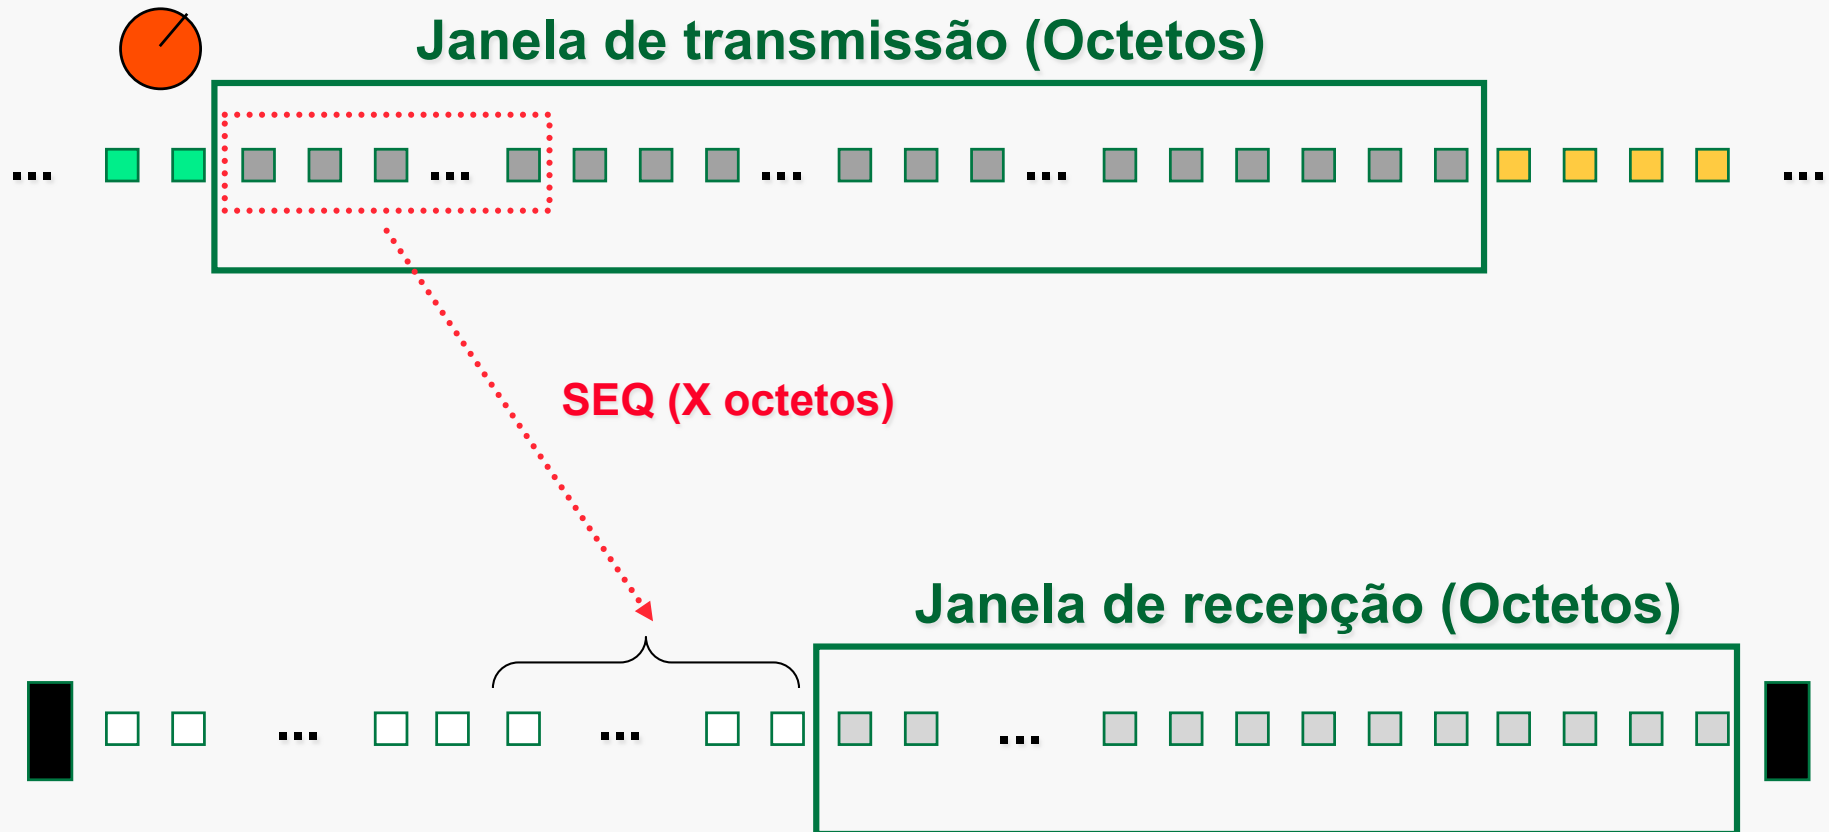 Janela de transmissão (Octetos)
... ... ... ... ...
SEQ (X octetos)
Janela de recepção (Octetos)
... ... ...